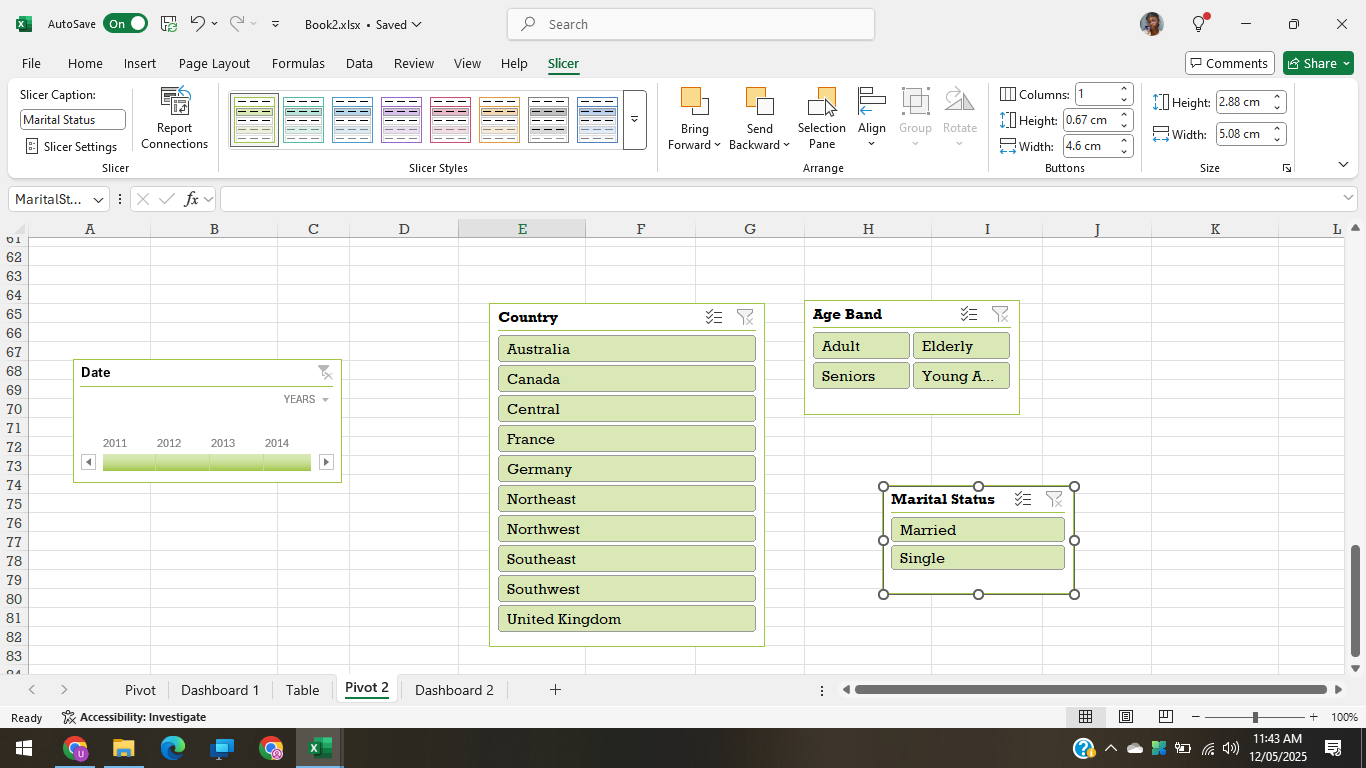 AutoSave On Book2.xlsx • Saved Search
File Home Insert Page Layout Formulas Data Review View Help Slicer Comments Share
Slicer Caption:
Marital Status
Slicer Settings
Report
Connections
Slicer
Slicer Styles
Bring
Forward
Send
Backward
Selection
Pane
Align
Group
Rotate
Arrange
Columns: 1
Height: 0.67 cm
Width: 4.6 cm
Buttons
Height: 2.88 cm
Width: 5.08 cm
Size
MaritalSt... fx
A B C D E F G H I J K L
61
62
63
64
65
66
67
68
69
70
71
72
73
74
75
76
77
78
79
80
81
82
83
84
Date
YEARS
2011 2012 2013 2014
Country
Australia
Canada
Central
France
Germany
Northeast
Northwest
Southeast
Southwest
United Kingdom
Age Band
Adult Elderly
Seniors Young A...
Marital Status
Married
Single
Pivot Dashboard 1 Table Pivot 2 Dashboard 2
Ready Accessibility: Investigate 100%
11:43 AM
12/05/2025